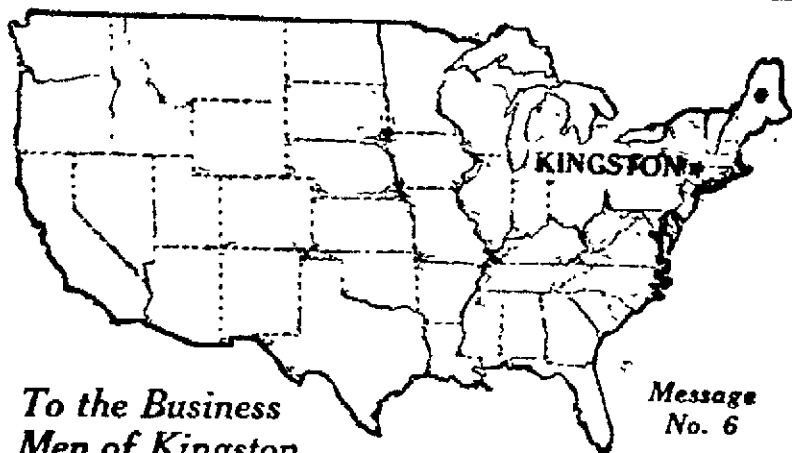 KINGSTON
To the Business
Men of Kingston
Message
No. 6